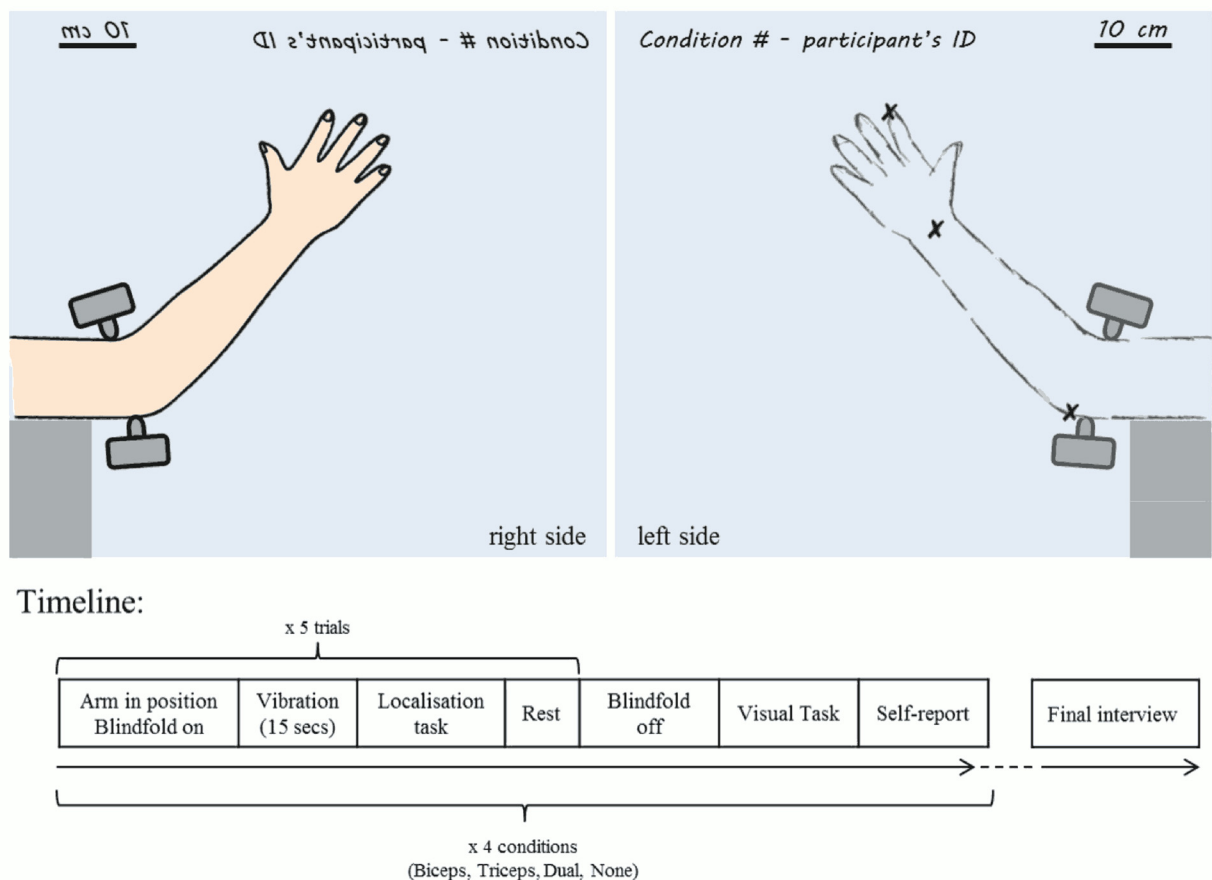 10 cm
Condition # - participant's ID
Condition # - participant's ID
10 cm
right side
left side
Timeline:
x 5 trials
Arm in position
Blindfold on
Vibration
(15 secs)
Localisation
task
Rest
Blindfold
off
Visual Task
Self-report
Final interview
x 4 conditions
(Biceps, Triceps, Dual, None)